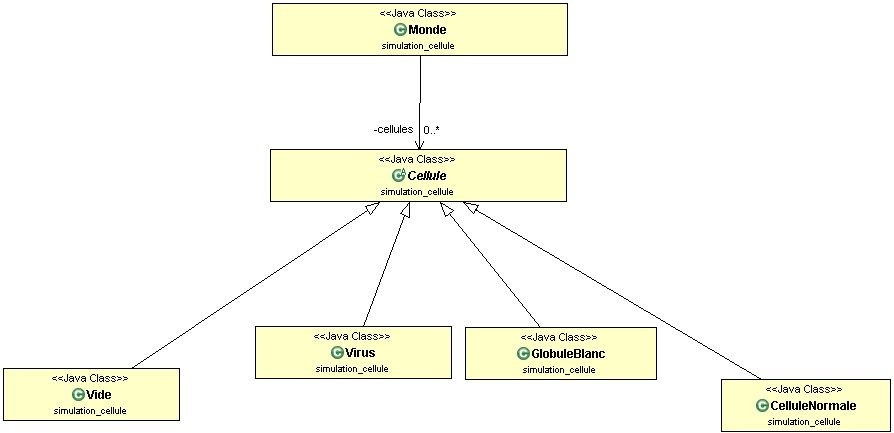 <<Java Class>>
Monde
simulation_cellule
-cellules 0..*
<<Java Class>>
Cellule
simulation_cellule
<<Java Class>>
Virus
simulation_cellule
<<Java Class>>
GlobuleBlanc
simulation_cellule
<<Java Class>>
Vide
simulation_cellule
<<Java Class>>
CelluleNormale
simulation_cellule